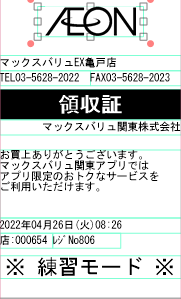 ÆON
マックスバリュEX亀戸店
TEL03-5628-2022 FAX03-5628-2023
領収証
マックスバリュ関東株式会社
お買上ありがとうございます。
マックスバリュ関東アプリでは
アプリ限定のおトクなサービスを
ご利用いただけます。
2022年04月26日(火)08:26
店:000654 ﾚｼﾞNo806
※ 練習モード ※